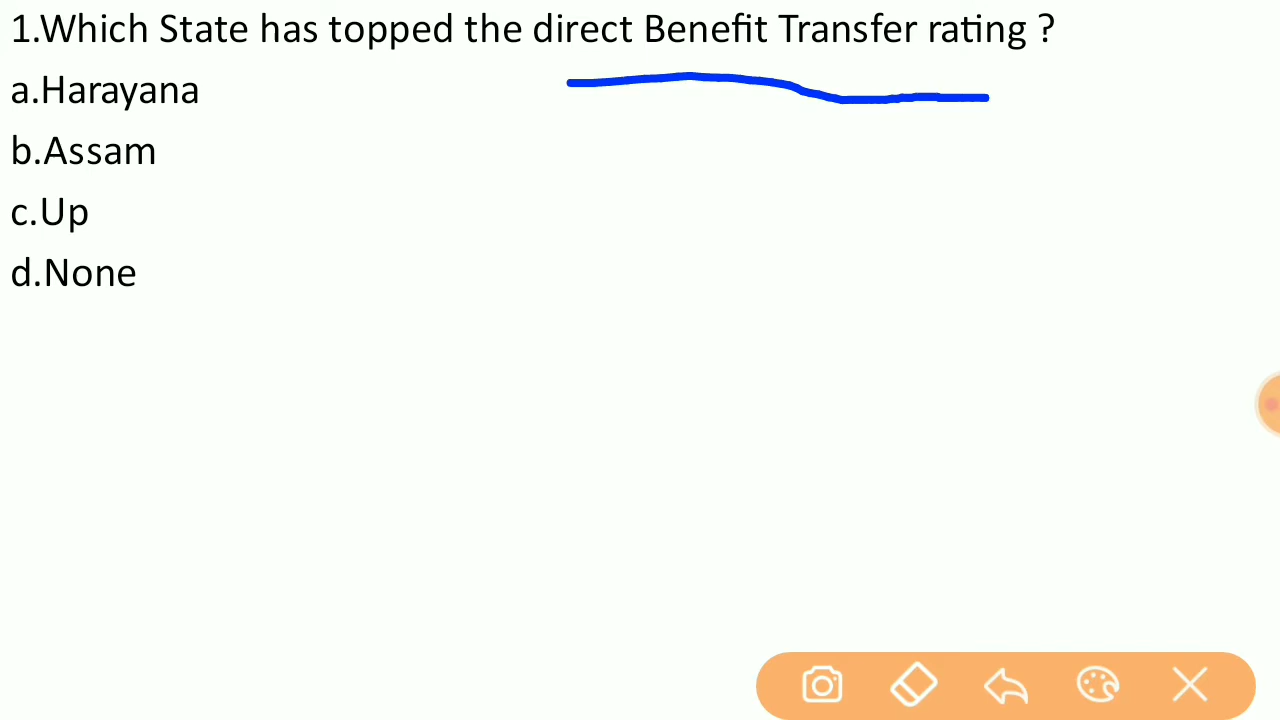 1.Which State has topped the direct Benefit Transfer rating ?
a.Harayana
b.Assam
c.Up
d.None